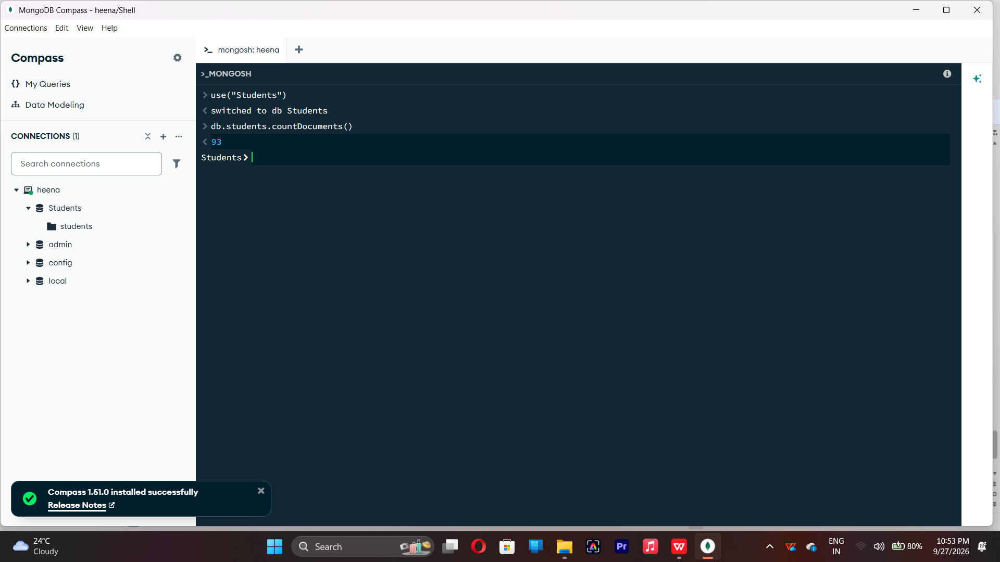 MongoDB Compass - heena/Shell
Connections Edit View Help
Compass
My Queries
Data Modeling
CONNECTIONS (1)
Search connections
heena
Students
students
admin
config
local
mongosh: heena
>_MONGOSH
use("Students")
switched to db Students
db.students.countDocuments()
93
Students>
Compass 1.51.0 installed successfully
Release Notes
24°C
Cloudy
Search
Pr
ENG
IN
80%
10:53 PM
9/27/2026